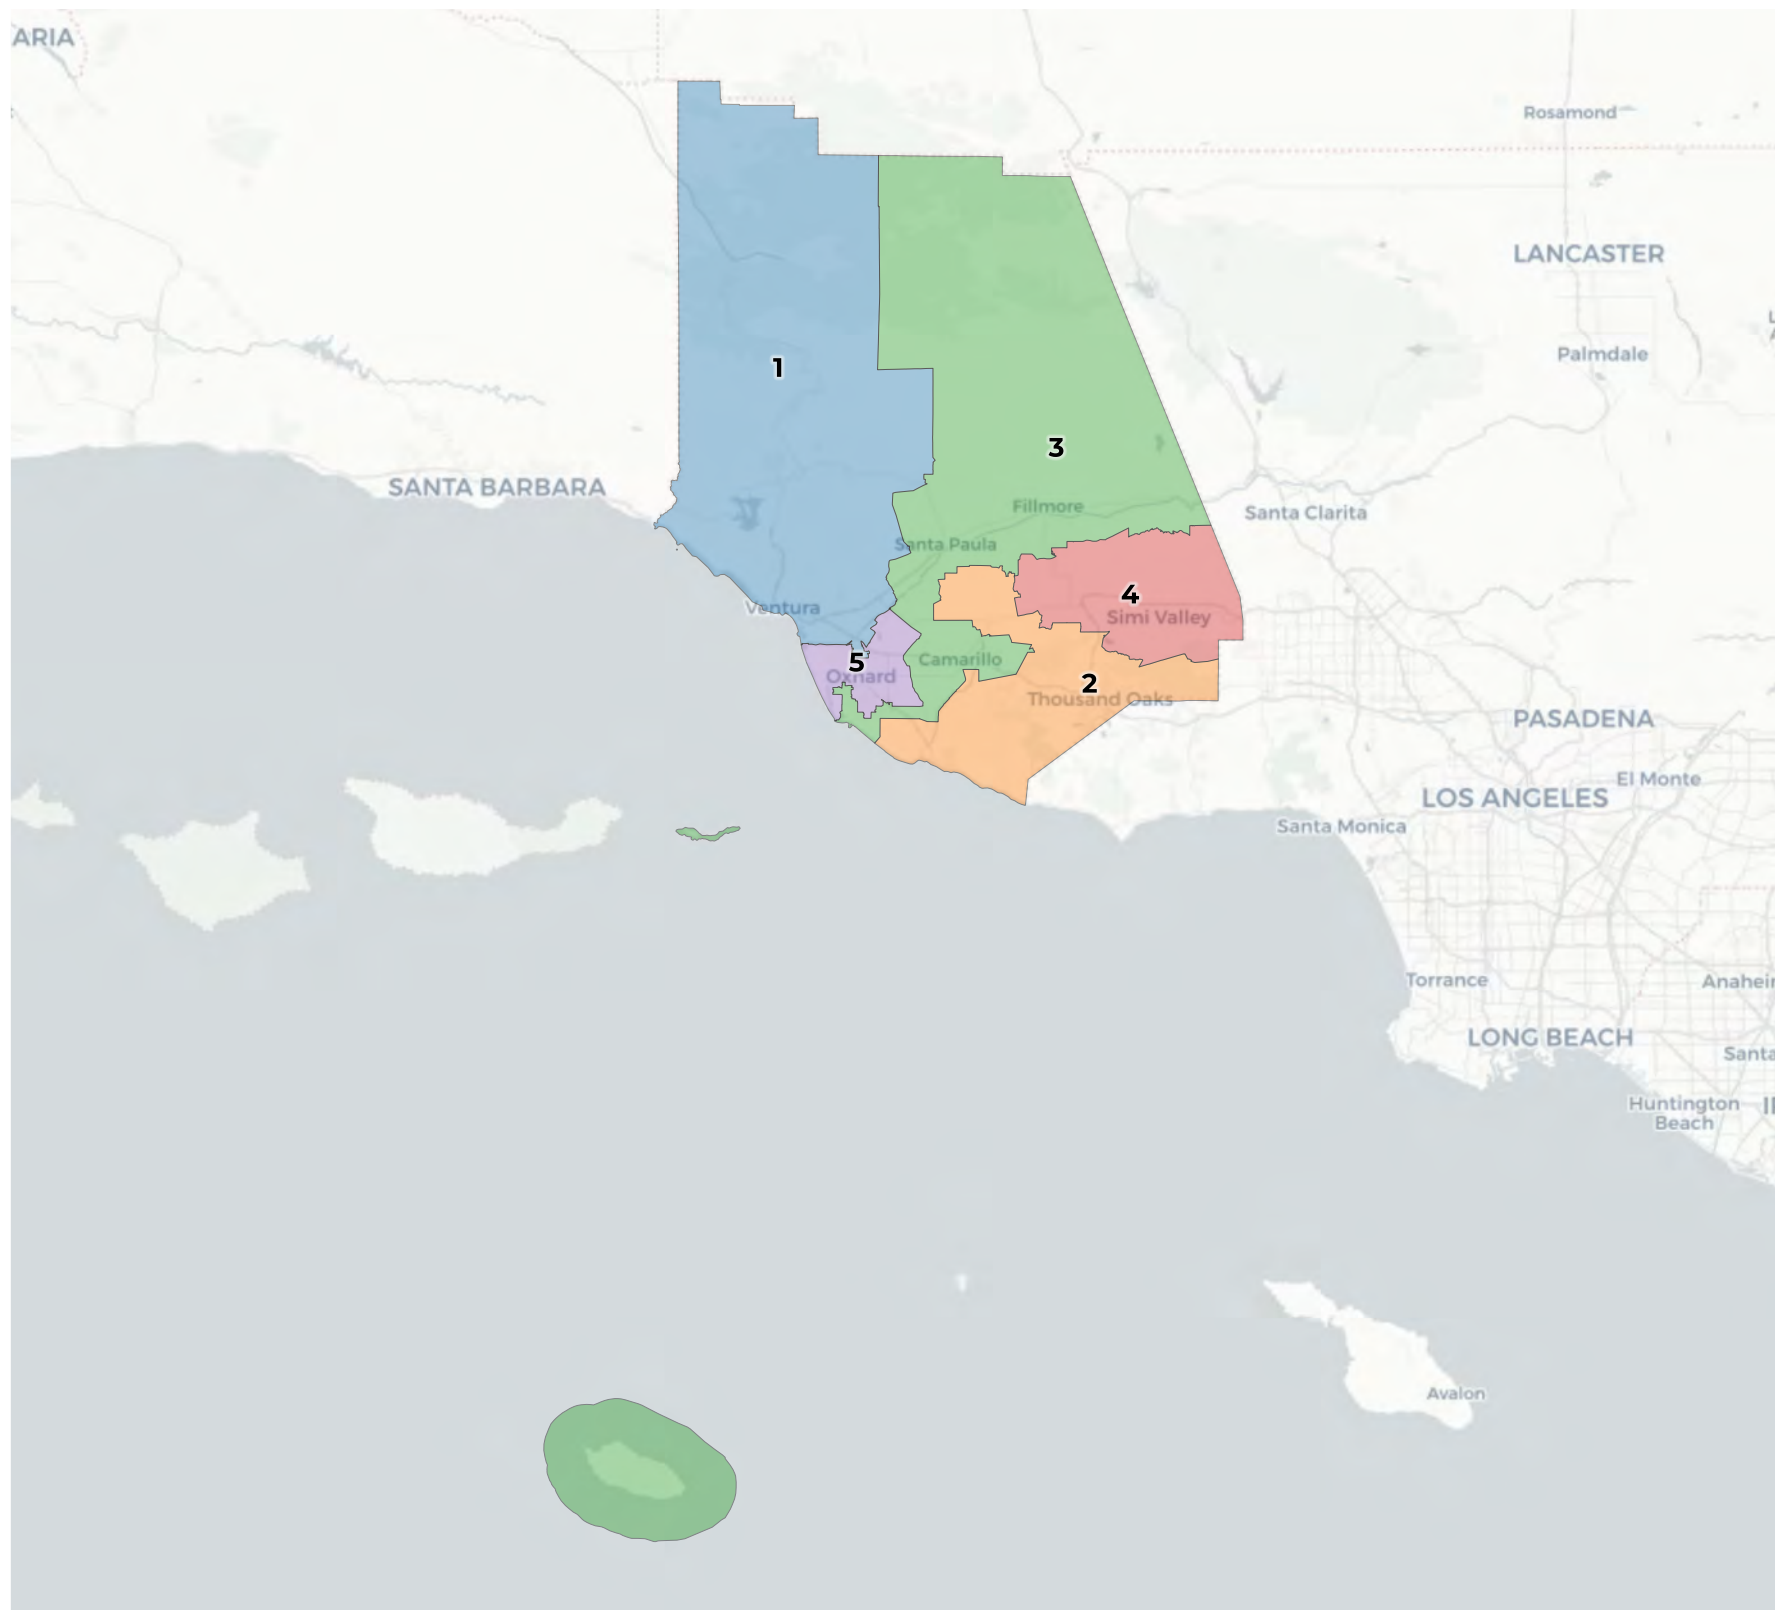 ARIA
Rosamond
LANCASTER
Palmdale
1
3
SANTA BARBARA
Fillmore
Santa Clarita
Santa Paula
4
Ventura
Simi Valley
5
Camarillo
Oxnard
2
Thousand Oaks
PASADENA
El Monte
LOS ANGELES
Santa Monica
Torrance
Anahei
LONG BEACH
Santa
Huntington
Beach
Avalon